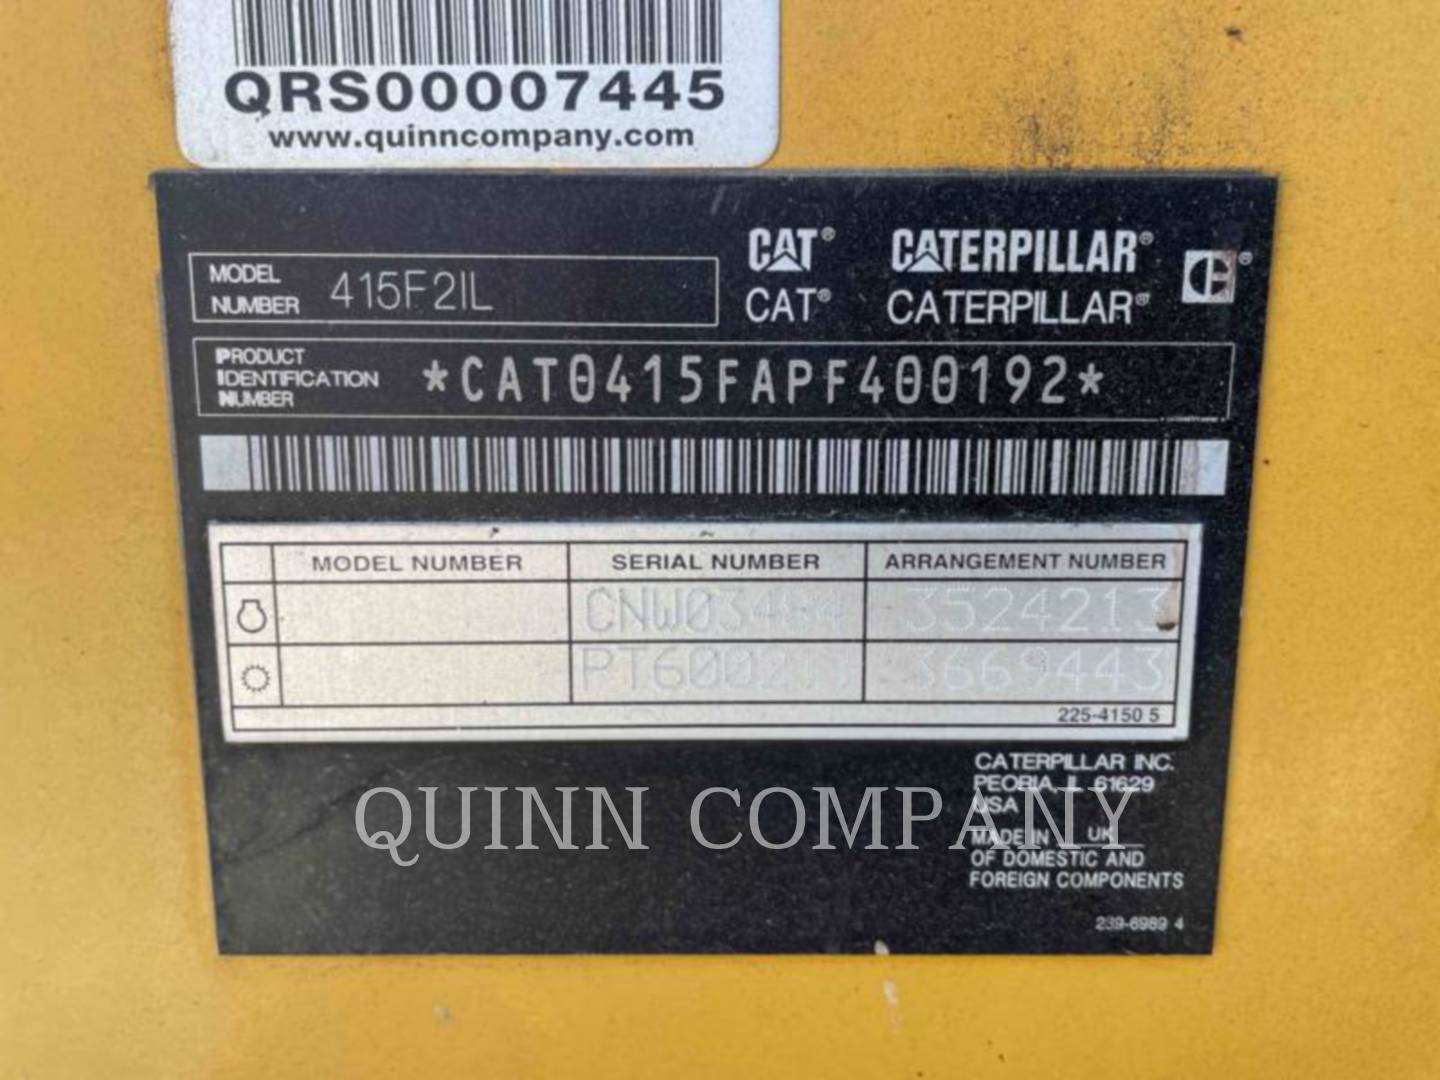 QRS00007445
www.quinncompany.com
CAT® CATERPILLAR®
MODEL NUMBER 415F2IL
CAT® CATERPILLAR®
PRODUCT IDENTIFICATION NUMBER *CAT0415FAPF400192*
MODEL NUMBER SERIAL NUMBER ARRANGEMENT NUMBER
3524213
3669443
225-4150 5
CATERPILLAR INC.
PEORIA, IL 61629
USA
QUINN COMPANY
MADE IN UK
OF DOMESTIC AND
FOREIGN COMPONENTS
239-6989 4